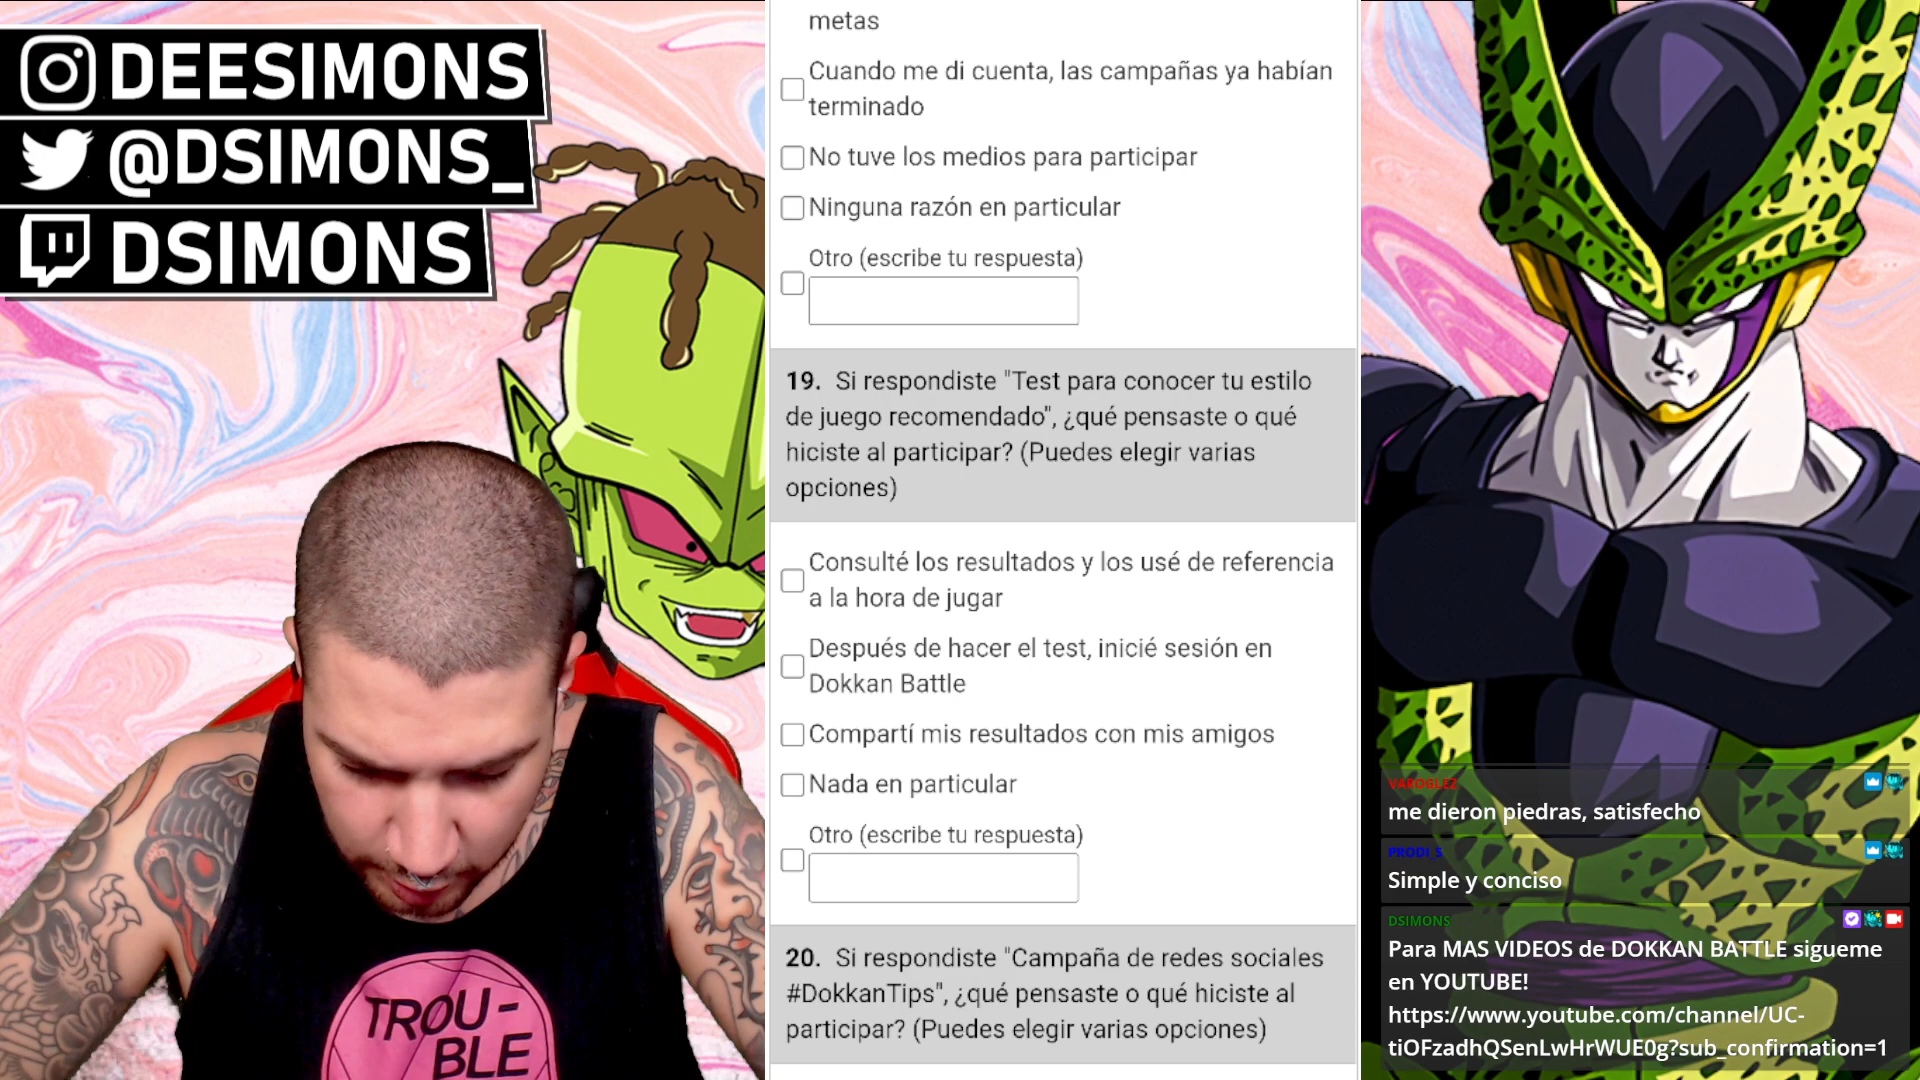 DEESIMONS
@DSIMONS_
DSIMONS
TROU-
BLE
metas
Cuando me di cuenta, las campañas ya habían
terminado
No tuve los medios para participar
Ninguna razón en particular
Otro (escribe tu respuesta)
19. Si respondiste "Test para conocer tu estilo
de juego recomendado", ¿qué pensaste o qué
hiciste al participar? (Puedes elegir varias
opciones)
Consulté los resultados y los usé de referencia
a la hora de jugar
Después de hacer el test, inicié sesión en
Dokkan Battle
Compartí mis resultados con mis amigos
Nada en particular
Otro (escribe tu respuesta)
20. Si respondiste "Campaña de redes sociales
#DokkanTips", ¿qué pensaste o qué hiciste al
participar? (Puedes elegir varias opciones)
VAROGLEZ
me dieron piedras, satisfecho
PRODI_S
Simple y conciso
DSIMONS
Para MAS VIDEOS de DOKKAN BATTLE sigueme
en YOUTUBE!
https://www.youtube.com/channel/UC-
tiOFzadhQSenLwHrWUE0g?sub_confirmation=1